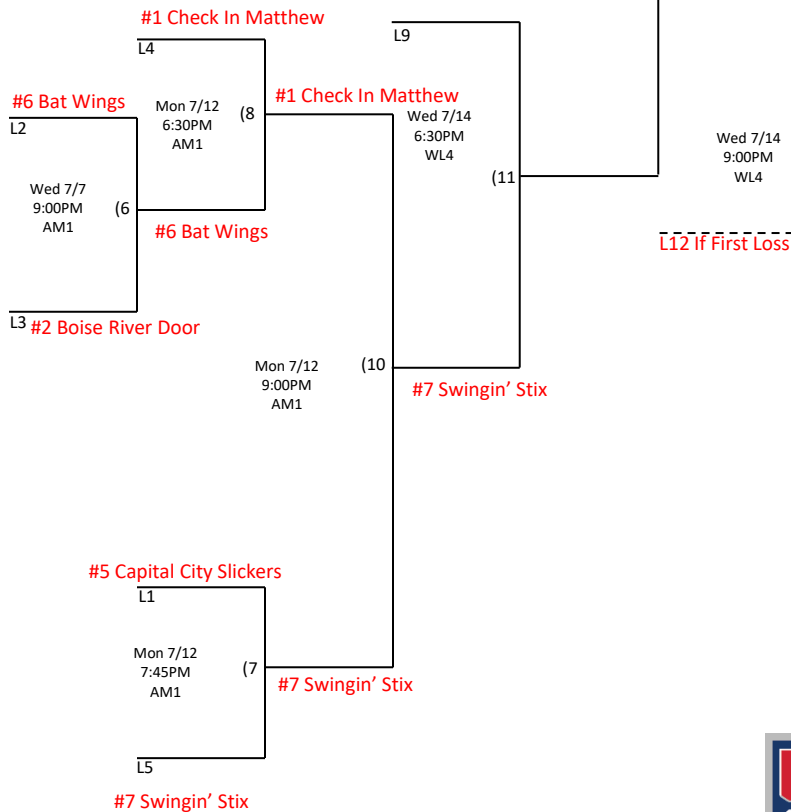 #1 Check In Matthew
L4
L9
#6 Bat Wings
L2
Mon 7/12
6:30PM
AM1
(8
#1 Check In Matthew
Wed 7/14
6:30PM
WL4
(11
Wed 7/14
9:00PM
WL4
Wed 7/7
9:00PM
AM1
(6
#6 Bat Wings
L12 If First Loss
L3 #2 Boise River Door
Mon 7/12
9:00PM
AM1
(10
#7 Swingin’ Stix
#5 Capital City Slickers
L1
Mon 7/12
7:45PM
AM1
(7
#7 Swingin’ Stix
L5
#7 Swingin’ Stix